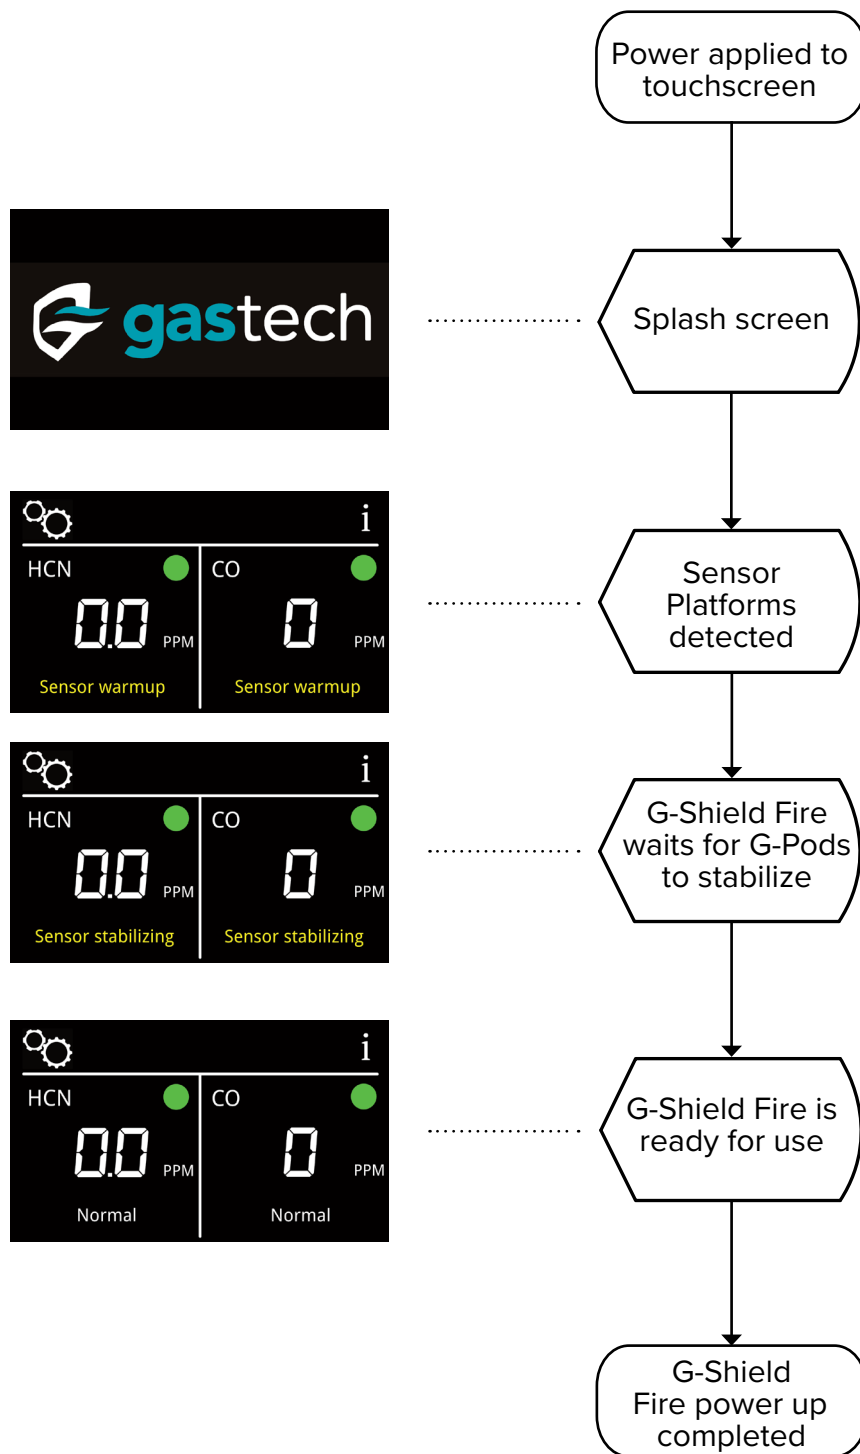 Power applied to
touchscreen
gastech
Splash screen
i
HCN
CO
0.0 PPM
0 PPM
Sensor warmup
Sensor warmup
Sensor
Platforms
detected
i
HCN
CO
0.0 PPM
0 PPM
Sensor stabilizing
Sensor stabilizing
G-Shield Fire
waits for G-Pods
to stabilize
i
HCN
CO
0.0 PPM
0 PPM
Normal
Normal
G-Shield Fire is
ready for use
G-Shield
Fire power up
completed